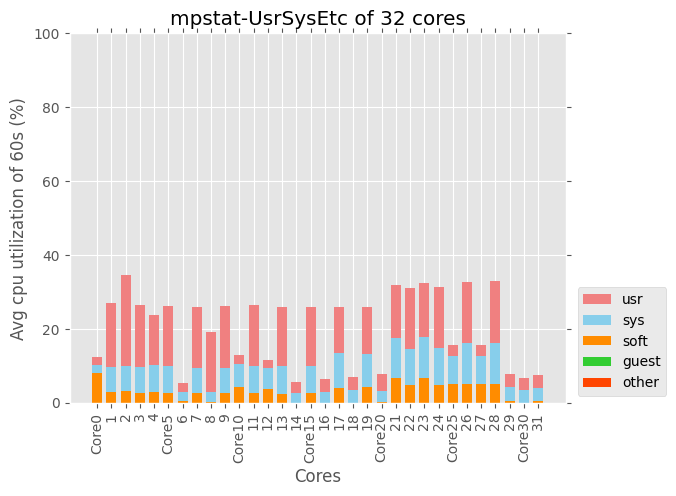 mpstat-UsrSysEtc of 32 cores
Avg cpu utilization of 60s (%)
100
80
60
40
20
0
Core0 1 2 3 4 Core5 6 7 8 9 Core10 11 12 13 14 Core15 16 17 18 19 Core20 21 22 23 24 Core25 26 27 28 29 Core30 31
Cores
usr
sys
soft
guest
other